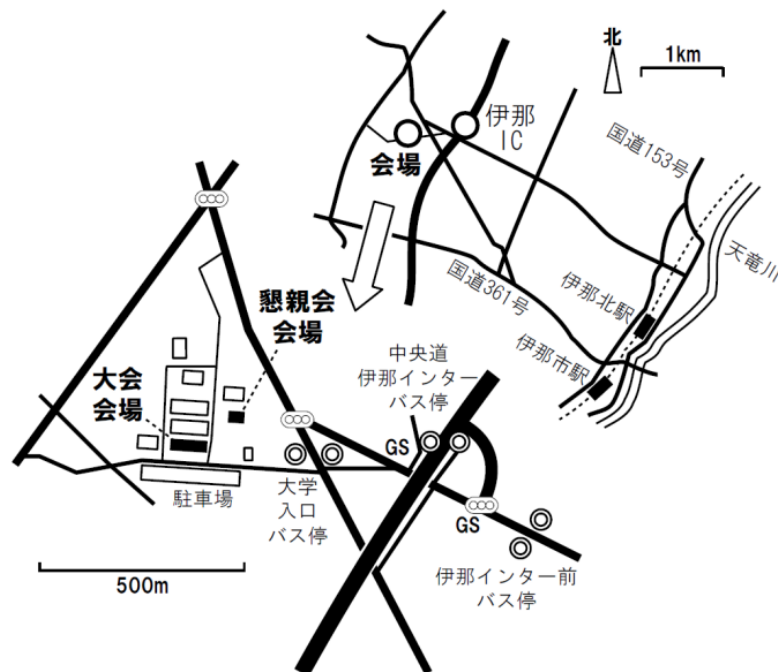 北
1km
伊那
IC
会場
国道153号
天竜川
国道361号
伊那北駅
伊那市駅
懇親会
会場
中央道
伊那インター
バス停
大会
会場
GS
駐車場
大学
入口
バス停
GS
500m
伊那インター前
バス停